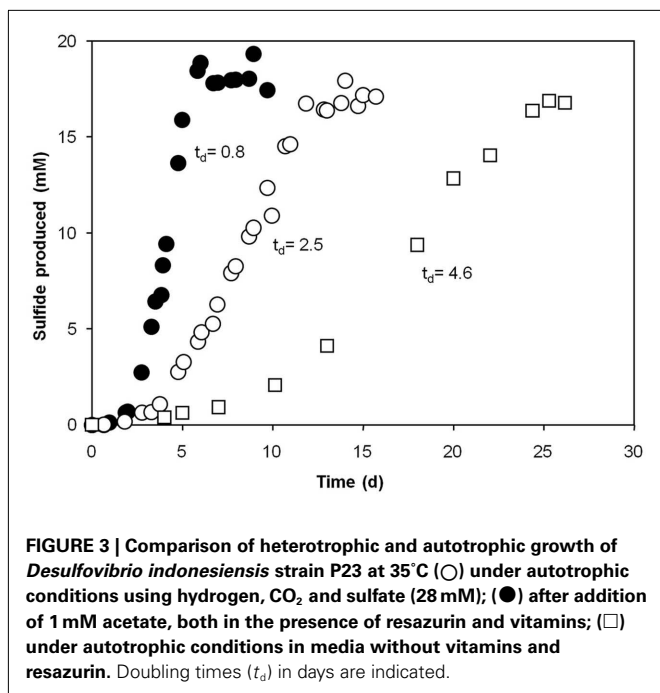 20
15
10
5
0
Sulfide produced (mM)
t_d= 0.8
t_d= 2.5
t_d= 4.6
0 5 10 15 20 25 30
Time (d)
FIGURE 3 | Comparison of heterotrophic and autotrophic growth of
Desulfovibrio indonesiensis strain P23 at 35°C (○) under autotrophic
conditions using hydrogen, CO₂ and sulfate (28 mM); (●) after addition
of 1 mM acetate, both in the presence of resazurin and vitamins; (□)
under autotrophic conditions in media without vitamins and
resazurin. Doubling times (t_d) in days are indicated.